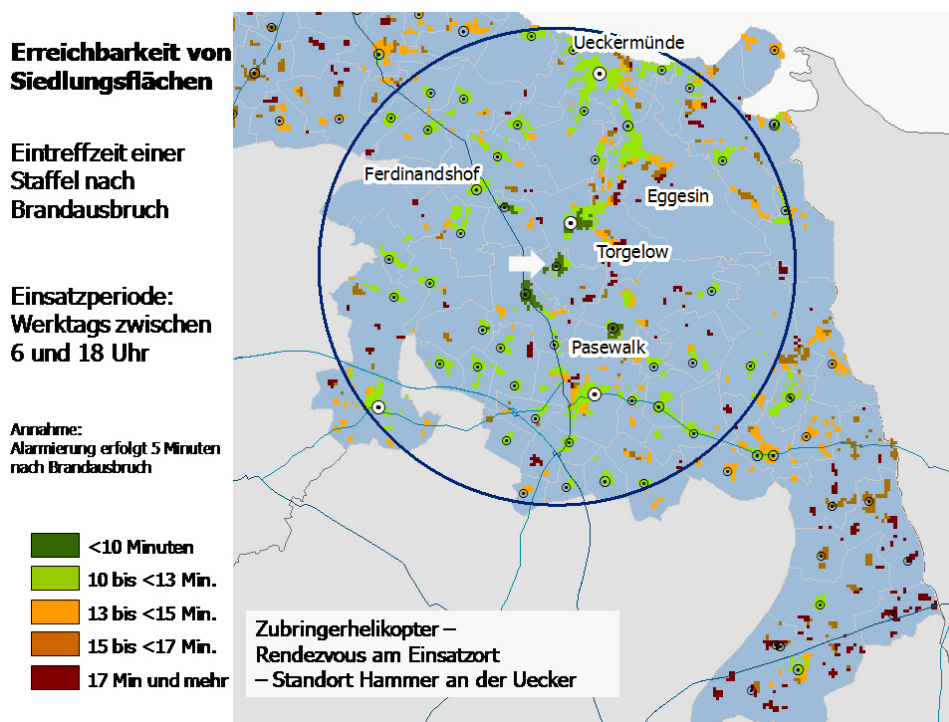 Erreichbarkeit von
Siedlungsflächen
Eintreffzeit einer
Staffel nach
Brandausbruch
Einsatzperiode:
Werktags zwischen
6 und 18 Uhr
Annahme:
Alarmierung erfolgt 5 Minuten
nach Brandausbruch
<10 Minuten
10 bis <13 Min.
13 bis <15 Min.
15 bis <17 Min.
17 Min und mehr
Ueckermünde
Ferdinandshof
Eggesin
Torgelow
Pasewalk
Zubringerhelikopter –
Rendezvous am Einsatzort
– Standort Hammer an der Uecker